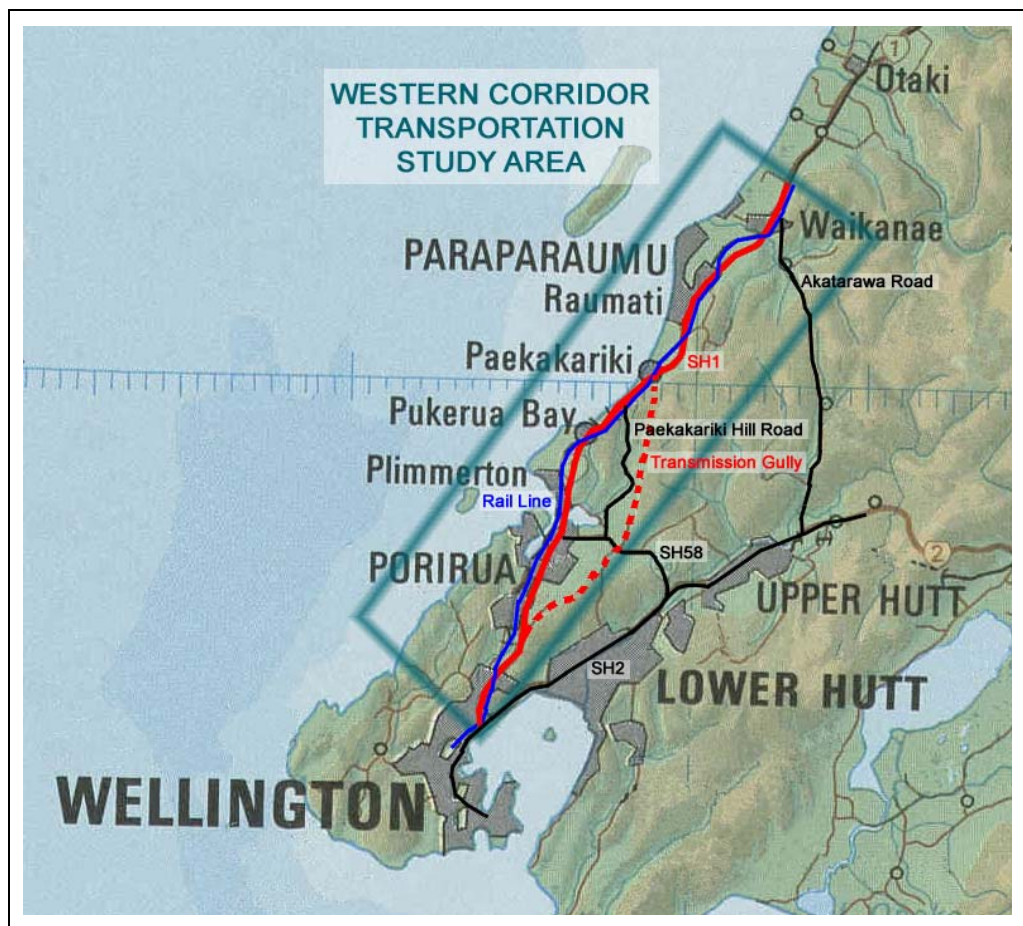 WESTERN CORRIDOR
TRANSPORTATION
STUDY AREA
1
Otaki
Waikanae
PARAPARAUMU
Raumati
Akatarawa Road
Paekakariki
SH1
Pukerua Bay
Paekakariki Hill Road
Plimmerton
Transmission Gully
Rail Line
SH58
2
PORIRUA
UPPER HUTT
SH2
LOWER HUTT
WELLINGTON